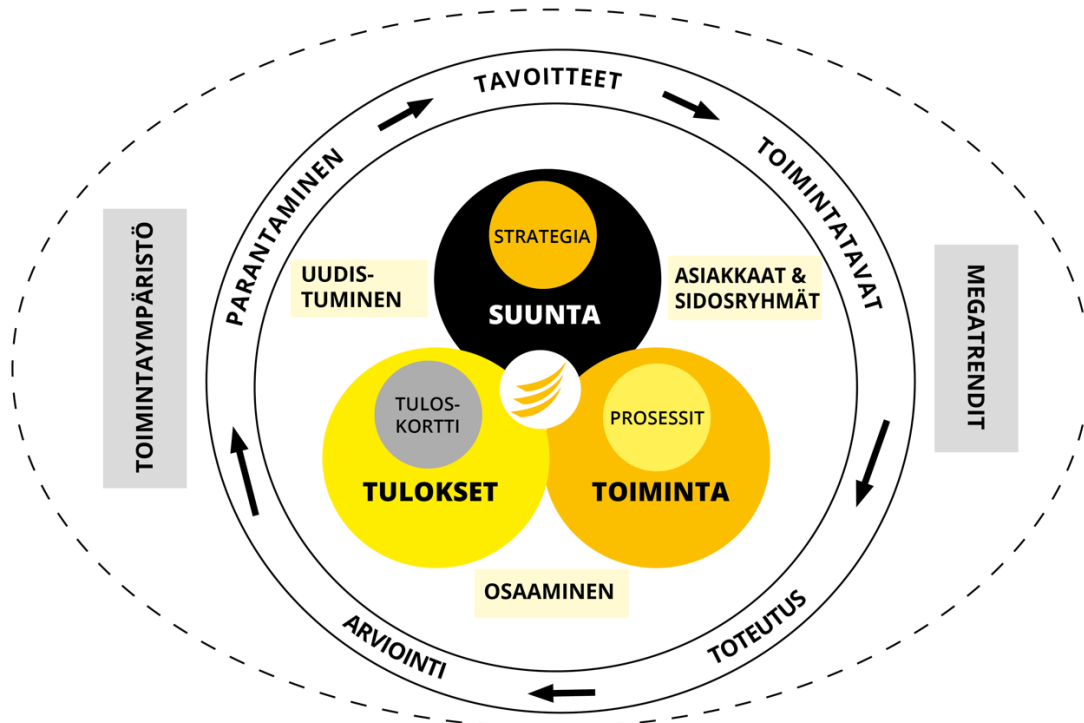 TAVOITTEET
TOIMINTATAVAT
TOTEUTUS
ARVIOINTI
PARANTAMINEN
TOIMINTAYMPÄRISTÖ
MEGATRENDIT
UUDIS-
TUMINEN
ASIAKKAAT &
SIDOSRYHMÄT
OSAAMINEN
STRATEGIA
SUUNTA
TULOS-
KORTTI
TULOKSET
PROSESSIT
TOIMINTA